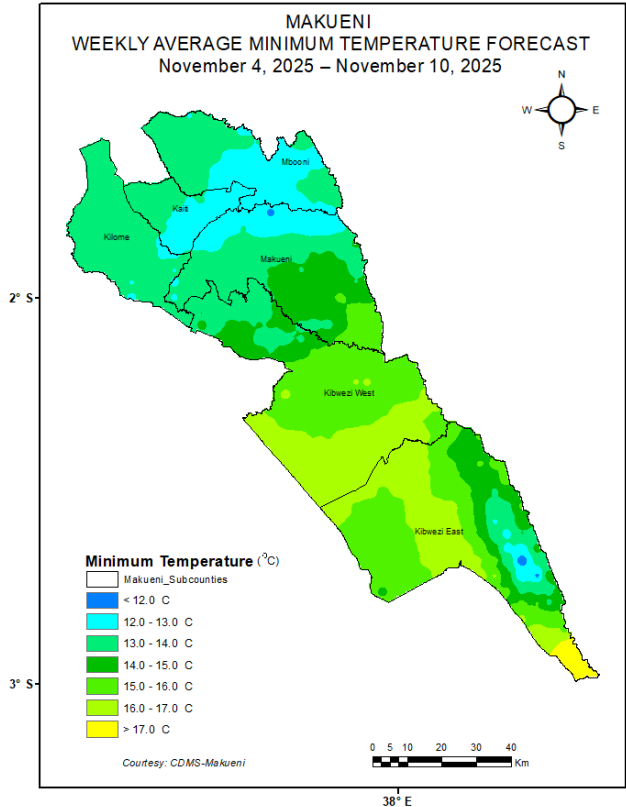 MAKUENI
WEEKLY AVERAGE MINIMUM TEMPERATURE FORECAST
November 4, 2025 – November 10, 2025
N
W E
S
Mbooni
Kaiti
Kilome
Makueni
2° S
Kibwezi West
Kibwezi East
Minimum Temperature (°C)
Makueni_Subcounties
< 12.0 C
12.0 - 13.0 C
13.0 - 14.0 C
14.0 - 15.0 C
15.0 - 16.0 C
16.0 - 17.0 C
> 17.0 C
3° S
Courtesy: CDMS-Makueni
0 5 10 20 30 40
Km
38° E